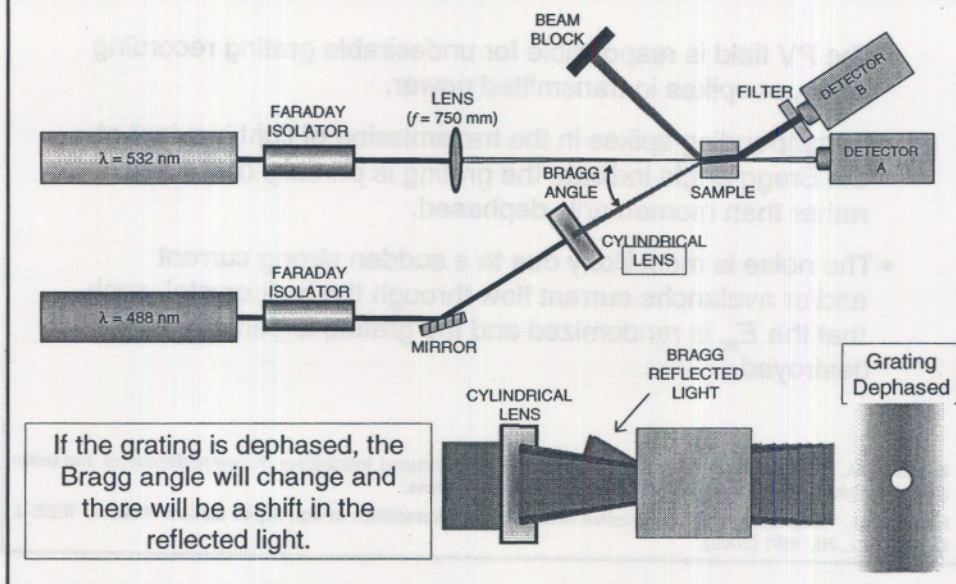 BEAM
BLOCK
FARADAY
ISOLATOR
LENS
(f = 750 mm)
FILTER
DETECTOR
B
λ = 532 nm
DETECTOR
A
BRAGG
ANGLE
SAMPLE
CYLINDRICAL
LENS
FARADAY
ISOLATOR
λ = 488 nm
MIRROR
BRAGG
REFLECTED
LIGHT
Grating
Dephased
CYLINDRICAL
LENS
If the grating is dephased, the
Bragg angle will change and
there will be a shift in the
reflected light.